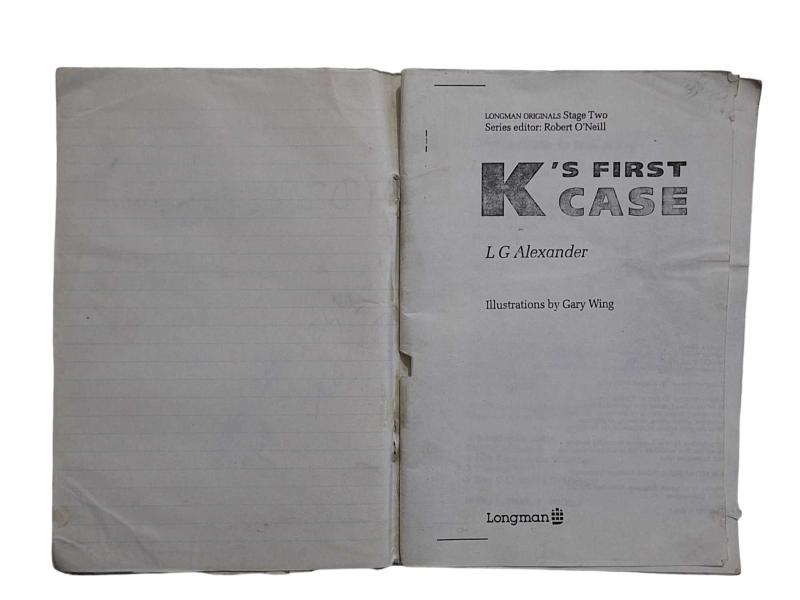 LONGMAN ORIGINALS Stage Two
Series editor: Robert O'Neill
K'S FIRST
CASE
L G Alexander
Illustrations by Gary Wing
Longman